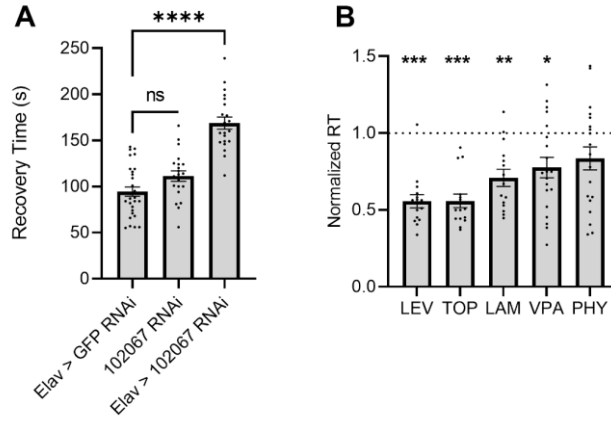 A
****
ns
Recovery Time (s)
250
200
150
100
50
0
Elav > GFP RNAi
102067 RNAi
Elav > 102067 RNAi
B
*** *** ** *
Normalized RT
1.5
1.0
0.5
0.0
LEV TOP LAM VPA PHY